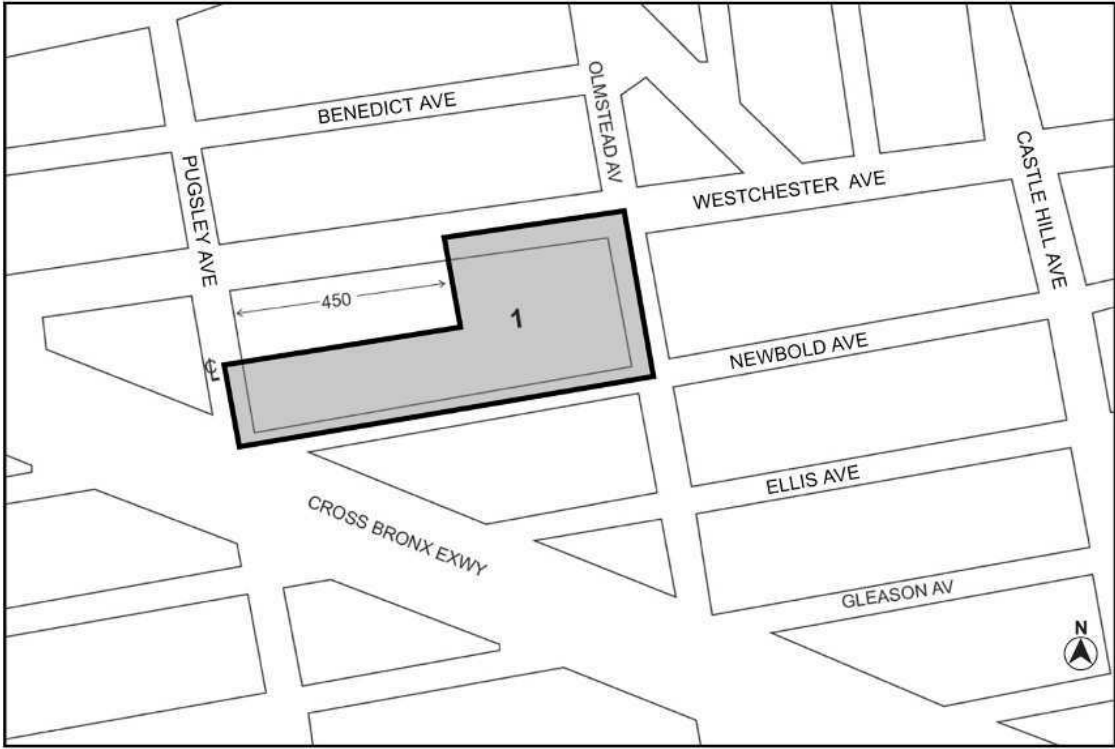 BENEDICT AVE
OLMSTEAD AV
PUGSLEY AVE
WESTCHESTER AVE
CASTLE HILL AVE
450
1
NEWBOLD AVE
ELLIS AVE
CROSS BRONX EXWY
GLEASON AV
N